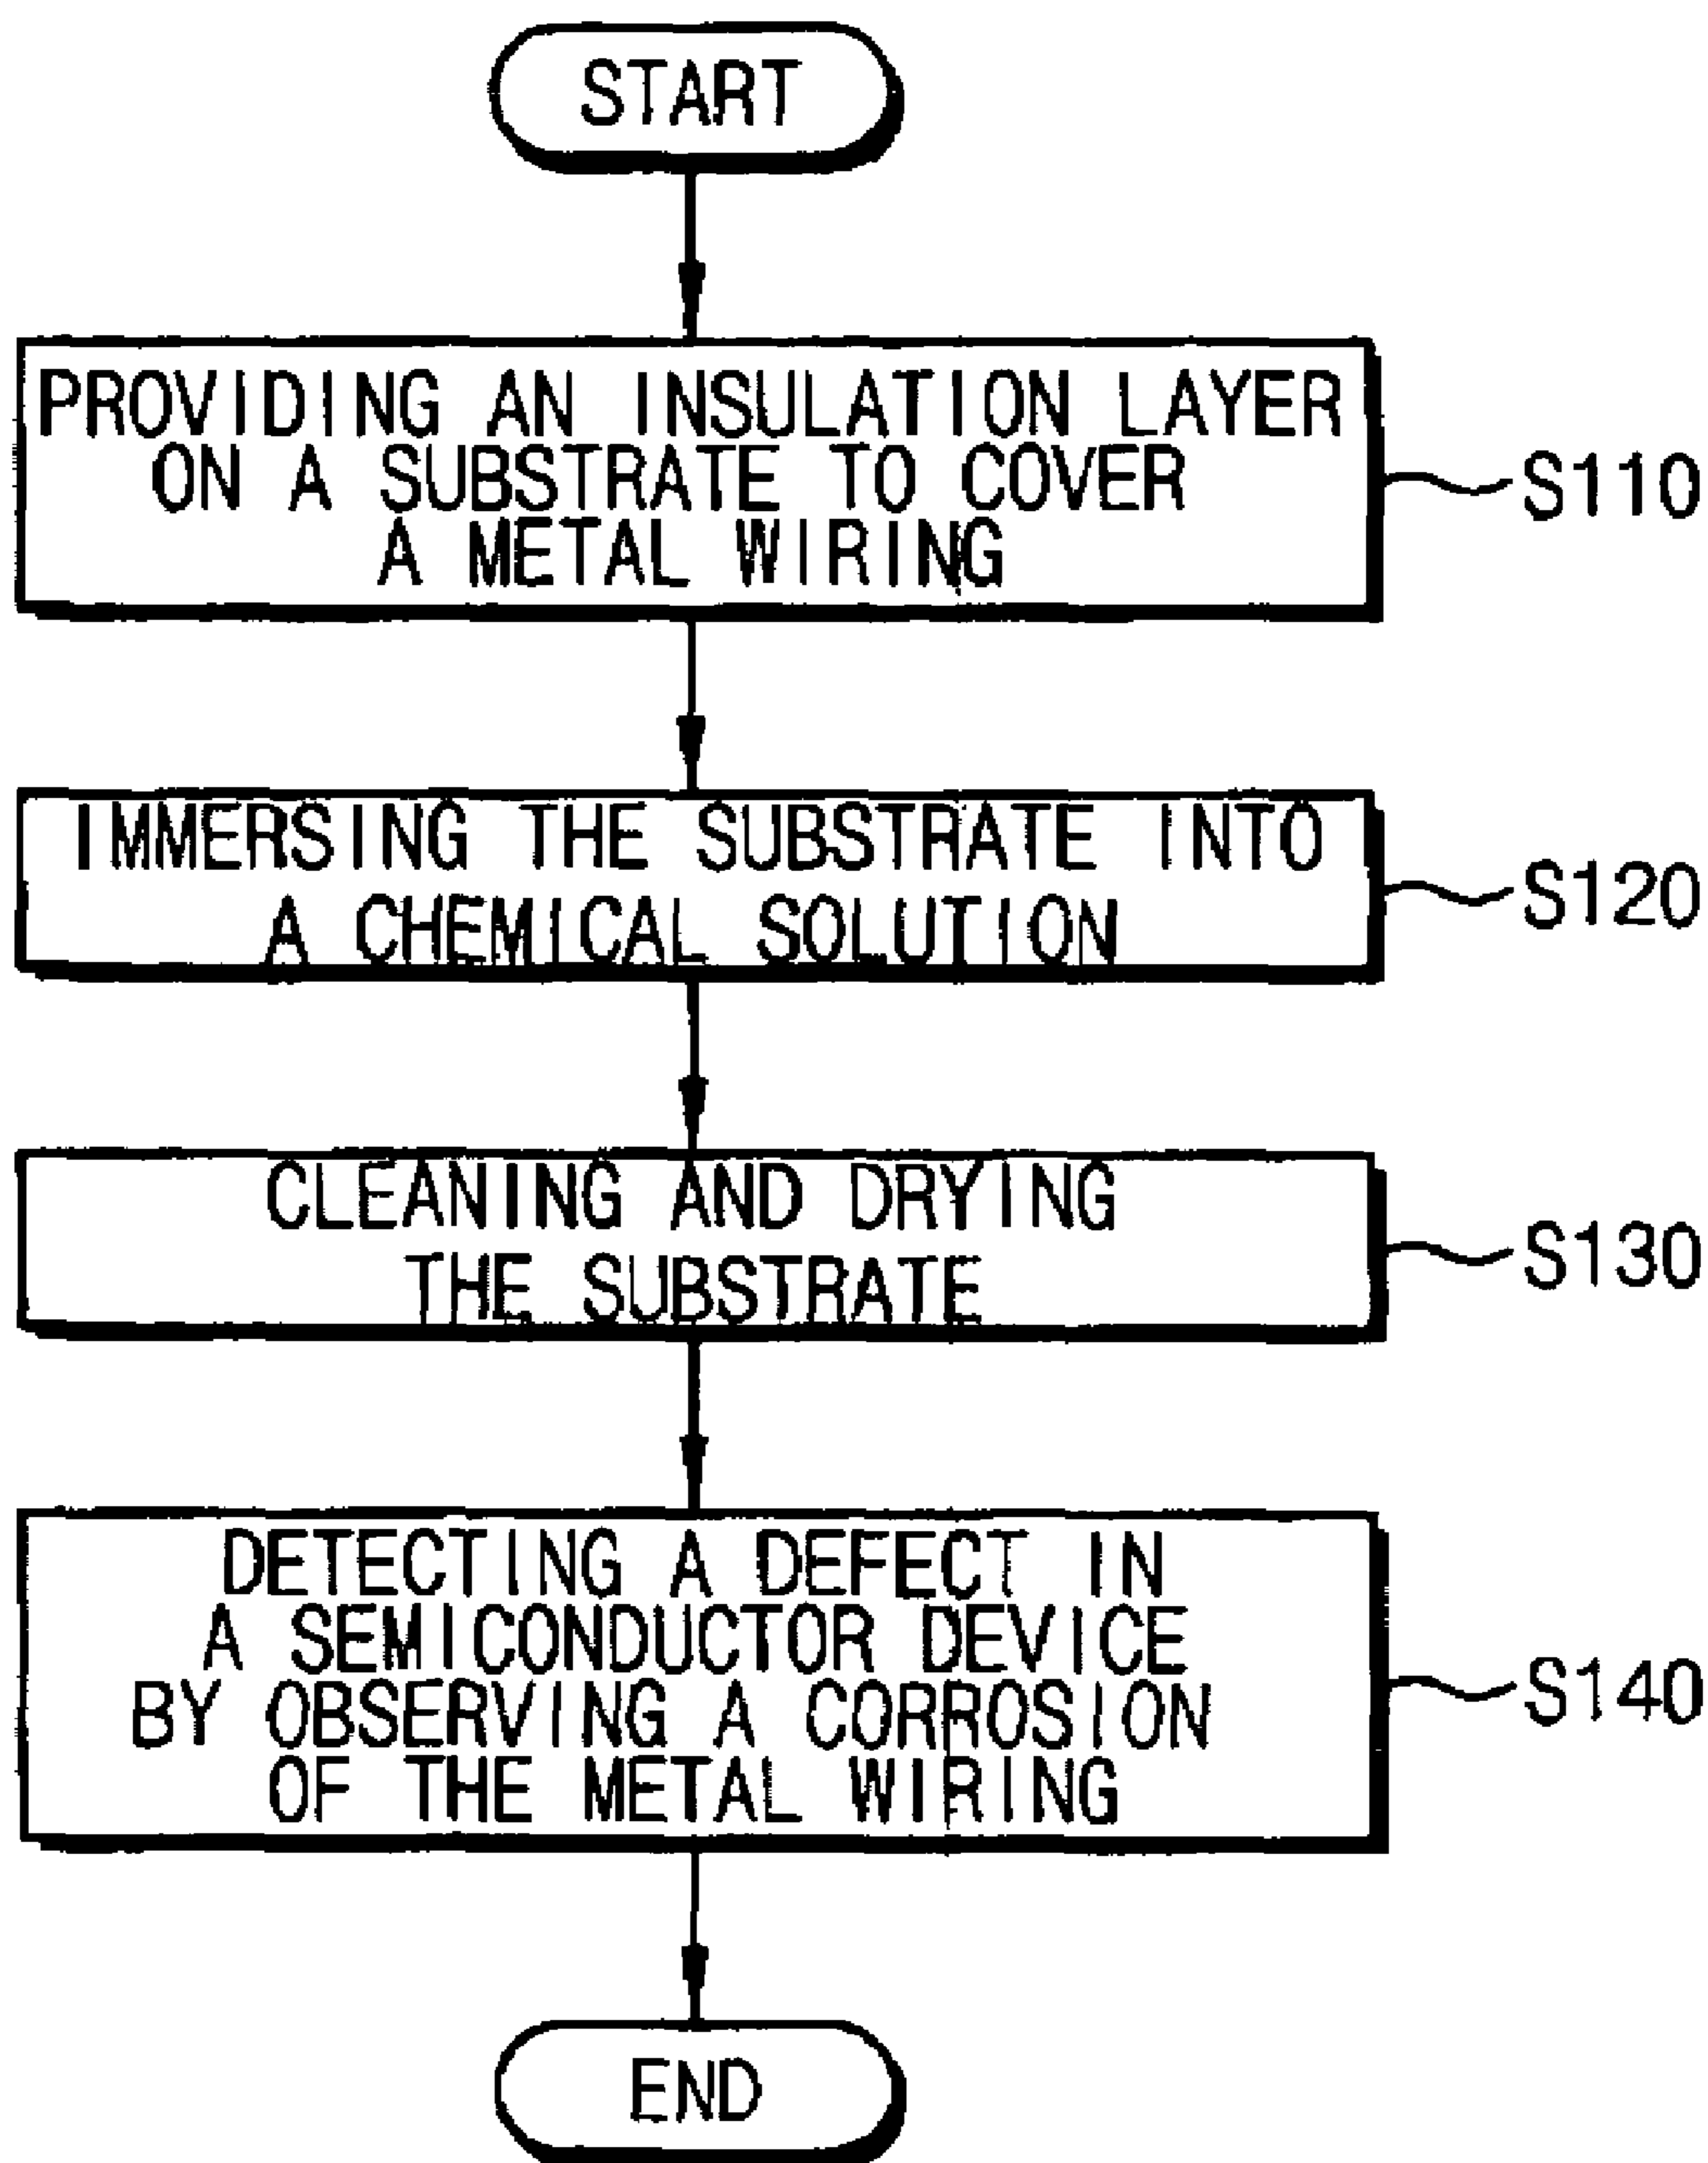 START
PROVIDING AN INSULATION LAYER
ON A SUBSTRATE TO COVER
A METAL WIRING
S110
IMMERSING THE SUBSTRATE INTO
A CHEMICAL SOLUTION
S120
CLEANING AND DRYING
THE SUBSTRATE
S130
DETECTING A DEFECT IN
A SEMICONDUCTOR DEVICE
BY OBSERVING A CORROSION
OF THE METAL WIRING
S140
END